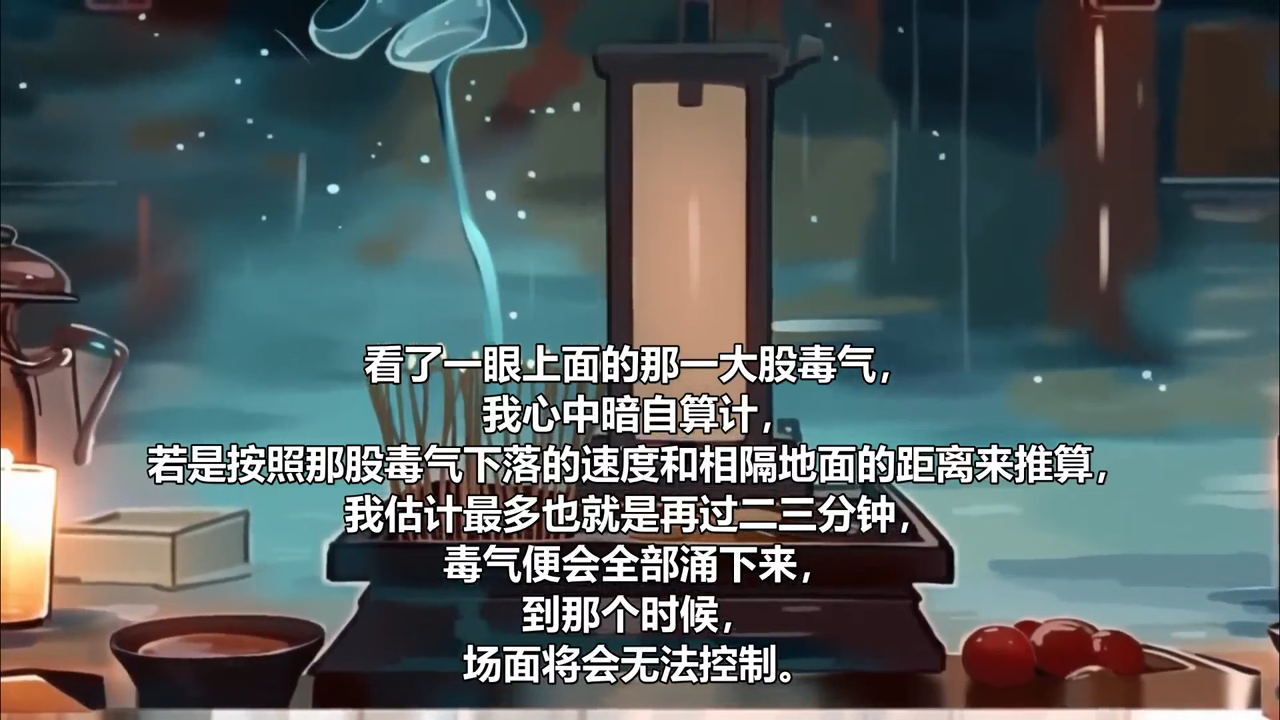 看了一眼上面的那一大股毒气，
我心中暗自算计，
若是按照那股毒气下落的速度和相隔地面的距离来推算，
我估计最多也就是再过二三分钟，
毒气便会全部涌下来，
到那个时候，
场面将会无法控制。